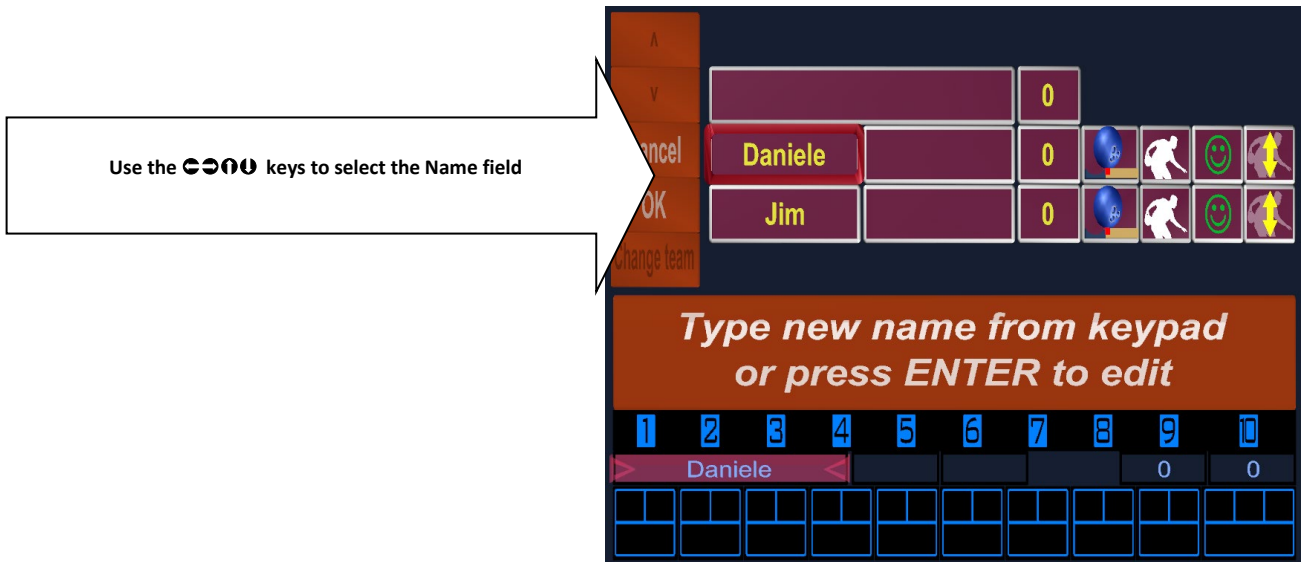 Use the ⮈⮊⮉⮋ keys to select the Name field
ʌ
v
ancel
OK
Change team
0
Daniele 0
Jim 0
Type new name from keypad
or press ENTER to edit
1 2 3 4 5 6 7 8 9 10
> Daniele < 0 0